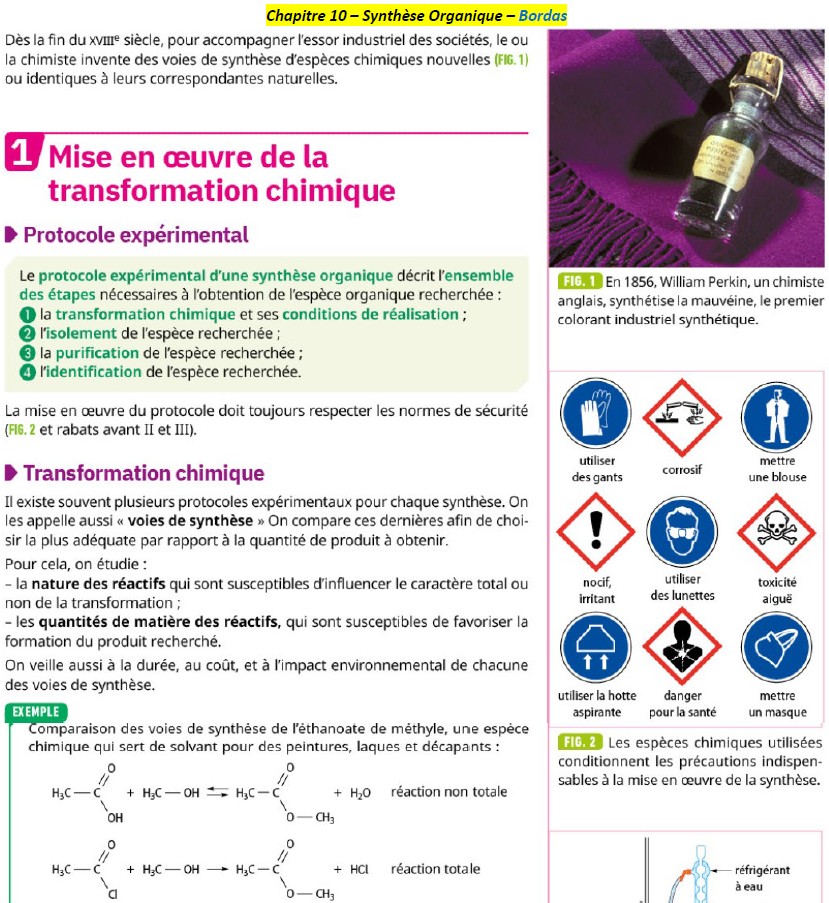 Chapitre 10 – Synthèse Organique – Bordas
Dès la fin du XVIIIe siècle, pour accompagner l'essor industriel des sociétés, le ou
la chimiste invente des voies de synthèse d'espèces chimiques nouvelles (FIG. 1)
ou identiques à leurs correspondantes naturelles.
1 Mise en œuvre de la
transformation chimique
Protocole expérimental
Le protocole expérimental d'une synthèse organique décrit l'ensemble
des étapes nécessaires à l'obtention de l'espèce organique recherchée :
1 la transformation chimique et ses conditions de réalisation ;
2 l'isolement de l'espèce recherchée ;
3 la purification de l'espèce recherchée ;
4 l'identification de l'espèce recherchée.
La mise en œuvre du protocole doit toujours respecter les normes de sécurité
(FIG. 2 et rabats avant II et III).
Transformation chimique
Il existe souvent plusieurs protocoles expérimentaux pour chaque synthèse. On
les appelle aussi « voies de synthèse » On compare ces dernières afin de choi-
sir la plus adéquate par rapport à la quantité de produit à obtenir.
Pour cela, on étudie :
– la nature des réactifs qui sont susceptibles d'influencer le caractère total ou
non de la transformation ;
– les quantités de matière des réactifs, qui sont susceptibles de favoriser la
formation du produit recherché.
On veille aussi à la durée, au coût, et à l'impact environnemental de chacune
des voies de synthèse.
EXEMPLE
Comparaison des voies de synthèse de l'éthanoate de méthyle, une espèce
chimique qui sert de solvant pour des peintures, laques et décapants :
O O
H3C — C + H3C — OH ⇌ H3C — C + H2O réaction non totale
OH O — CH3
O O
H3C — C + H3C — OH → H3C — C + HCl réaction totale
Cl O — CH3
FIG. 1 En 1856, William Perkin, un chimiste
anglais, synthétise la mauvéine, le premier
colorant industriel synthétique.
utiliser
des gants
corrosif
mettre
une blouse
nocif,
irritant
utiliser
des lunettes
toxicité
aiguë
utiliser la hotte
aspirante
danger
pour la santé
mettre
un masque
FIG. 2 Les espèces chimiques utilisées
conditionnent les précautions indispen-
sables à la mise en œuvre de la synthèse.
réfrigérant
à eau